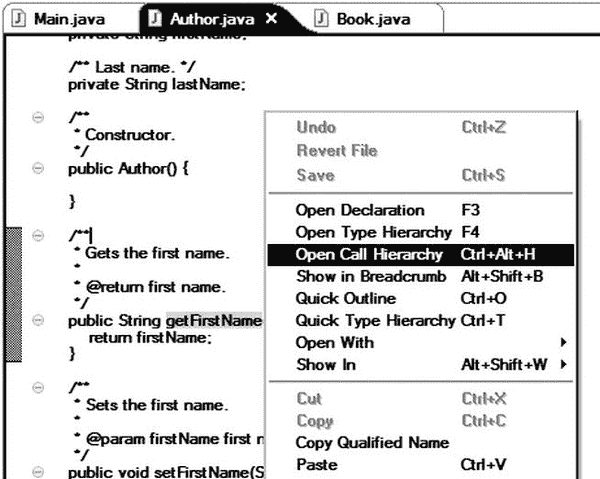 Main.java Author.java Book.java
private String firstName;
/** Last name. */
private String lastName;
/**
* Constructor.
*/
public Author() {
}
/**
* Gets the first name.
*
* @return first name.
*/
public String getFirstName
return firstName;
}
/**
* Sets the first name.
*
* @param firstName first n
*/
public void setFirstName(S
Undo Ctrl+Z
Revert File
Save Ctrl+S
Open Declaration F3
Open Type Hierarchy F4
Open Call Hierarchy Ctrl+Alt+H
Show in Breadcrumb Alt+Shift+B
Quick Outline Ctrl+O
Quick Type Hierarchy Ctrl+T
Open With
Show In Alt+Shift+W
Cut Ctrl+X
Copy Ctrl+C
Copy Qualified Name
Paste Ctrl+V